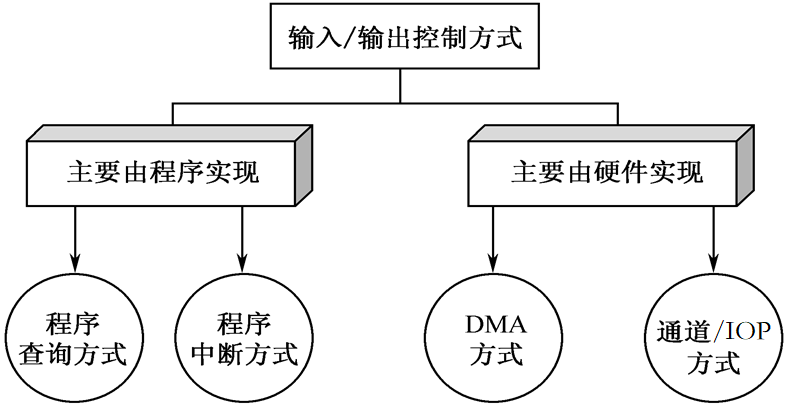 输入/输出控制方式
主要由程序实现
主要由硬件实现
程序
查询方式
程序
中断方式
DMA
方式
通道/IOP
方式